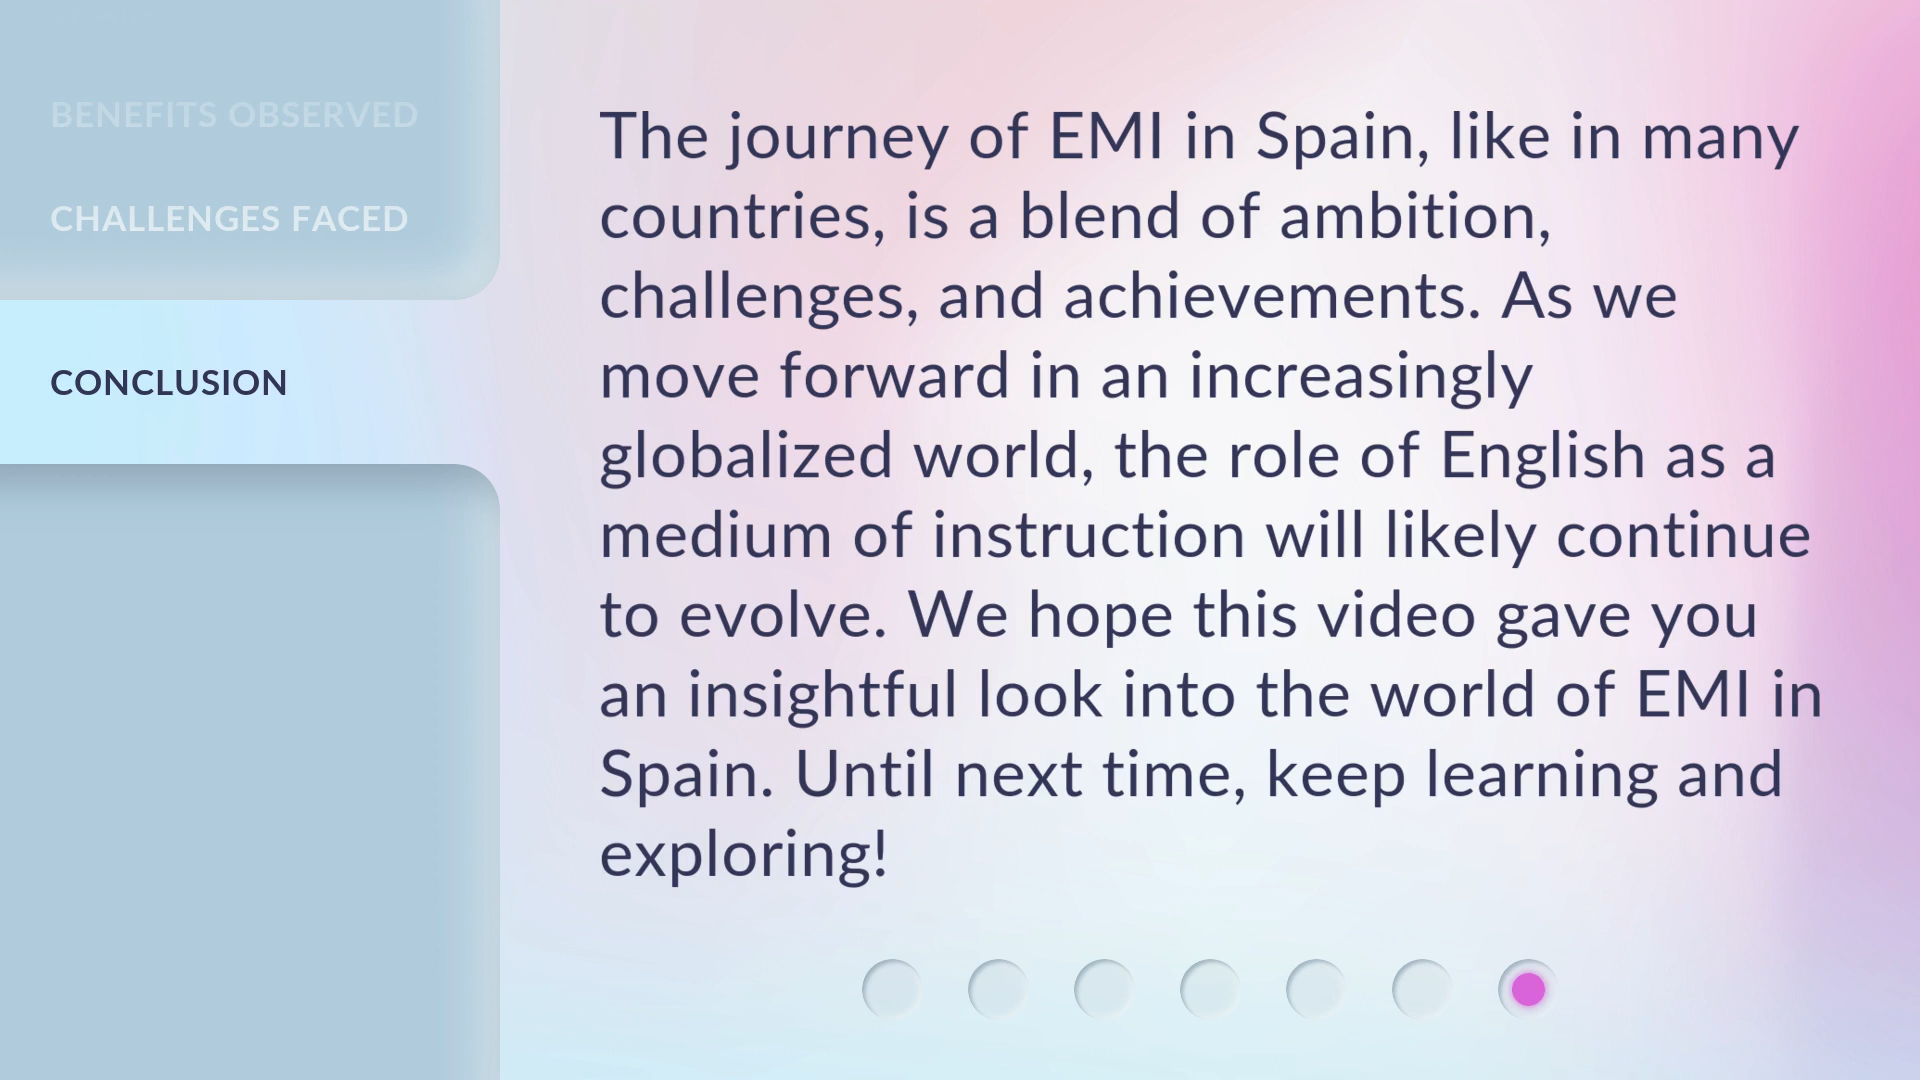 BENEFITS OBSERVED
CHALLENGES FACED
CONCLUSION
The journey of EMI in Spain, like in many
countries, is a blend of ambition,
challenges, and achievements. As we
move forward in an increasingly
globalized world, the role of English as a
medium of instruction will likely continue
to evolve. We hope this video gave you
an insightful look into the world of EMI in
Spain. Until next time, keep learning and
exploring!